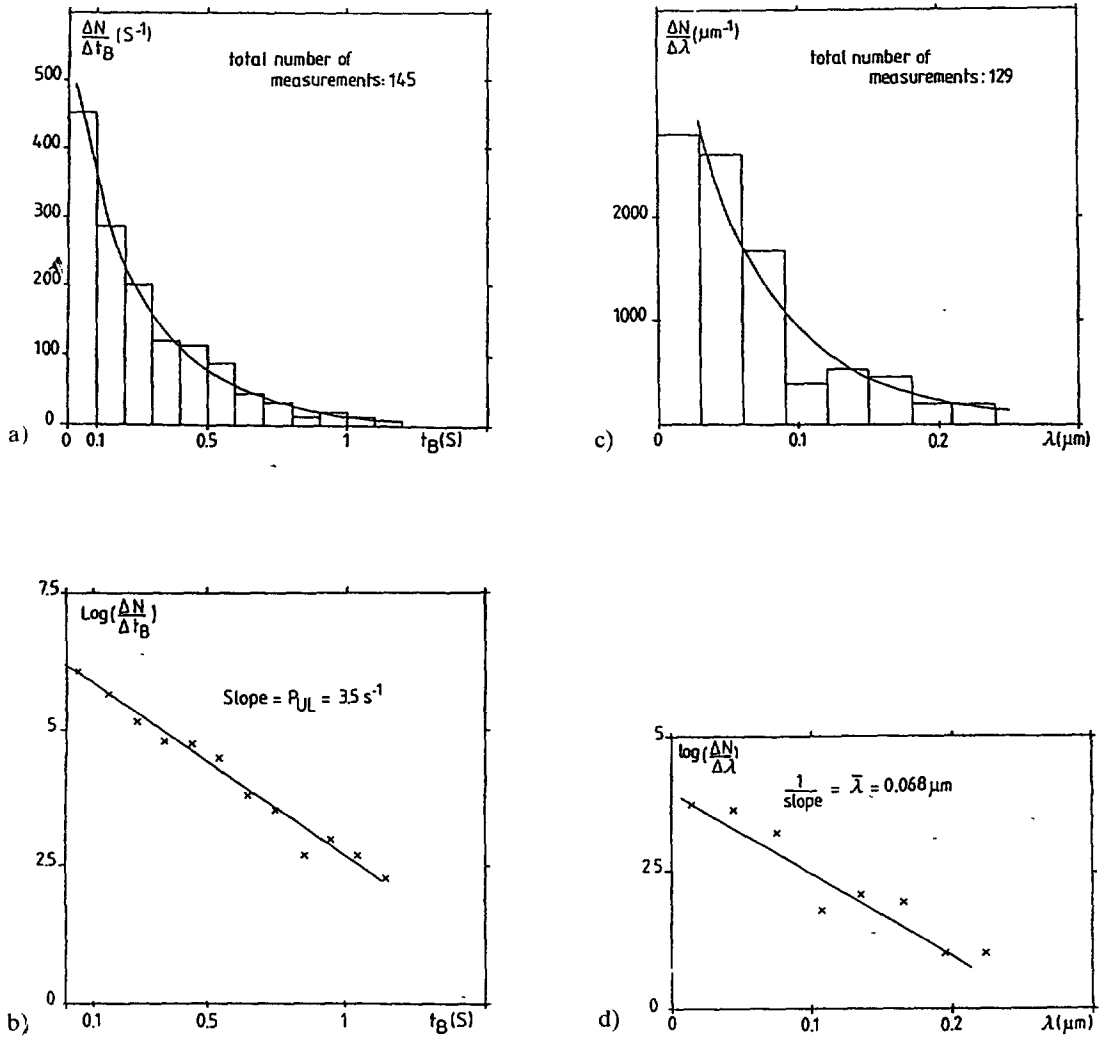 ΔN
Δt_B (S⁻¹)
total number of
measurements: 145
500
400
300
200
100
0
0 0.1 0.5 1 t_B(S)
a)
ΔN
Δλ (μm⁻¹)
total number of
measurements: 129
2000
1000
0 0.1 0.2 λ(μm)
c)
7.5
Log(ΔN
Δt_B)
Slope = P_UL = 3.5 s⁻¹
5
2.5
0
0.1 0.5 1 t_B(S)
b)
5
log(ΔN
Δλ)
1
slope = λ̄ = 0.068 μm
25
0
0 0.1 0.2 λ(μm)
d)